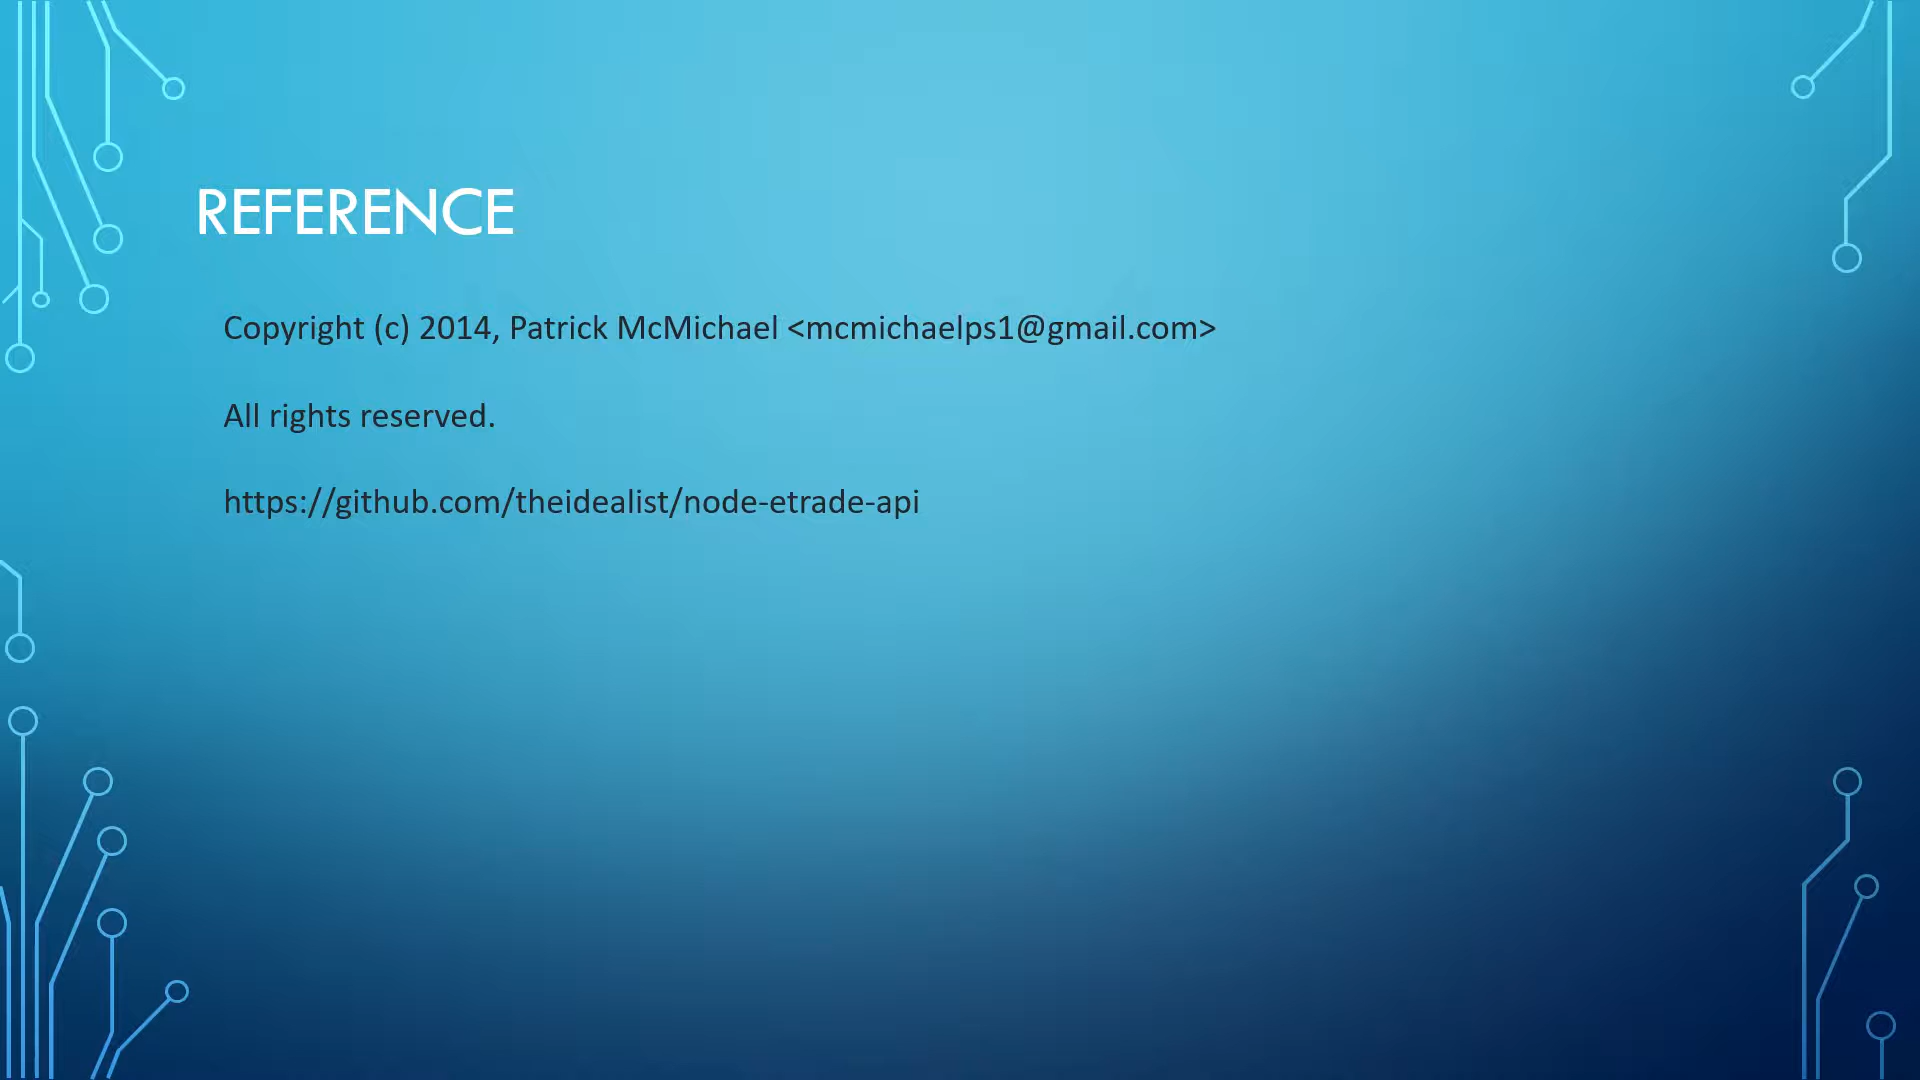 REFERENCE
Copyright (c) 2014, Patrick McMichael <mcmichaelps1@gmail.com>
All rights reserved.
https://github.com/theidealist/node-etrade-api